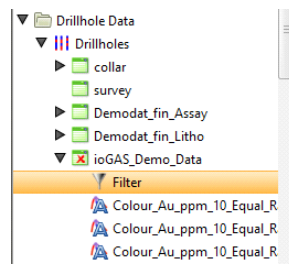 Drillhole Data
Drillholes
collar
survey
Demodat_fin_Assay
Demodat_fin_Litho
ioGAS_Demo_Data
Filter
Colour_Au_ppm_10_Equal_R
Colour_Au_ppm_10_Equal_R
Colour_Au_ppm_10_Equal_R